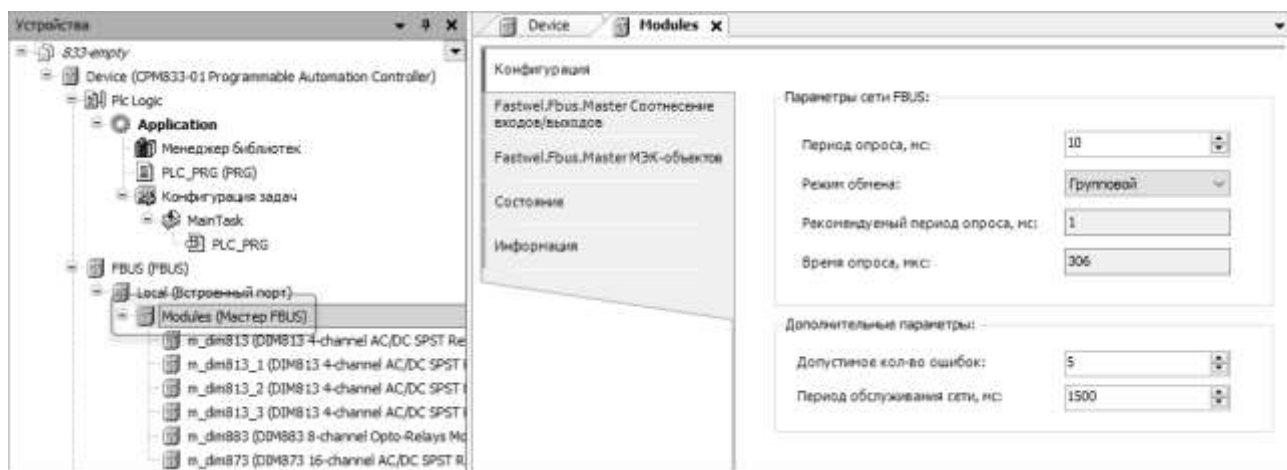 Устройства
833-empty
Device (CPM833-01 Programmable Automation Controller)
Plc Logic
Application
Менеджер библиотек
PLC_PRG (PRG)
Конфигурация задач
MainTask
PLC_PRG
FBUS (FBUS)
Local (Встроенный порт)
Modules (Мастер FBUS)
m_dim813 (DIM813 4-channel AC/DC SPST Re
m_dim813_1 (DIM813 4-channel AC/DC SPST
m_dim813_2 (DIM813 4-channel AC/DC SPST
m_dim813_3 (DIM813 4-channel AC/DC SPST
m_dim883 (DIM883 8-channel Opto-Relays Mo
m_dim873 (DIM873 16-channel AC/DC SPST R
Device
Modules
Конфигурация
Fastwel.Fbus.Master Соотнесение
входов/выходов
Fastwel.Fbus.Master МЭК-объектов
Состояние
Информация
Параметры сети FBUS:
Период опроса, мс: 10
Режим обмена: Групповой
Рекомендуемый период опроса, мс: 1
Время опроса, мкс: 306
Дополнительные параметры:
Допустимое кол-во ошибок: 5
Период обслуживания сети, мс: 1500